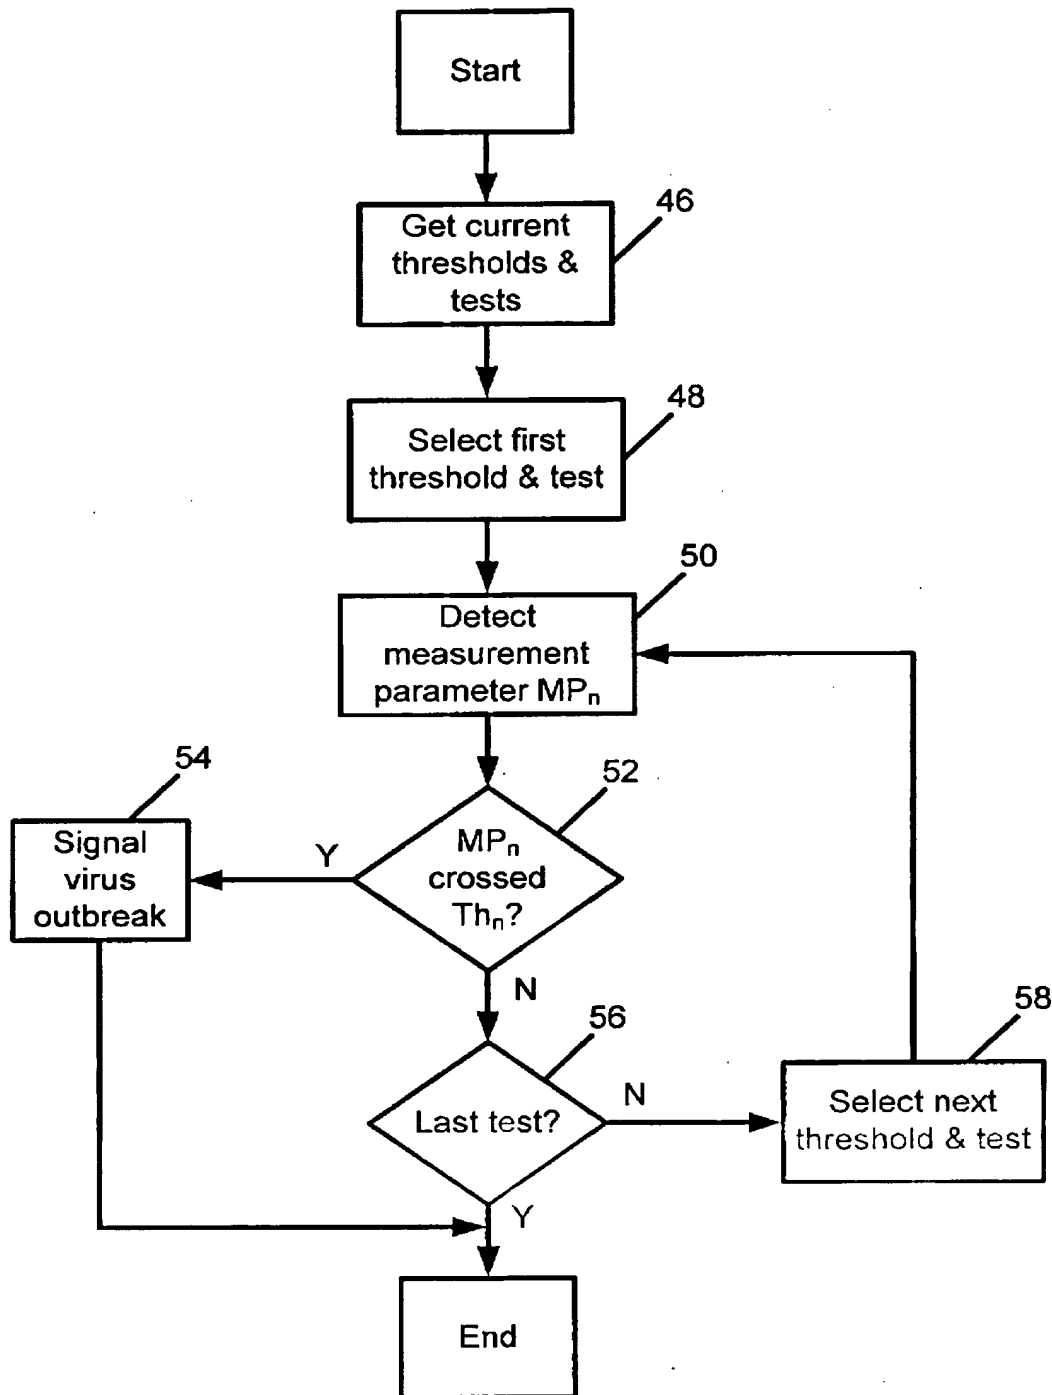 Start
46
Get current
thresholds &
tests
48
Select first
threshold & test
50
Detect
measurement
parameter MPₙ
54
52
Signal
virus
outbreak
Y
MPₙ
crossed
Thₙ?
N
56
58
Last test?
N
Select next
threshold & test
Y
End